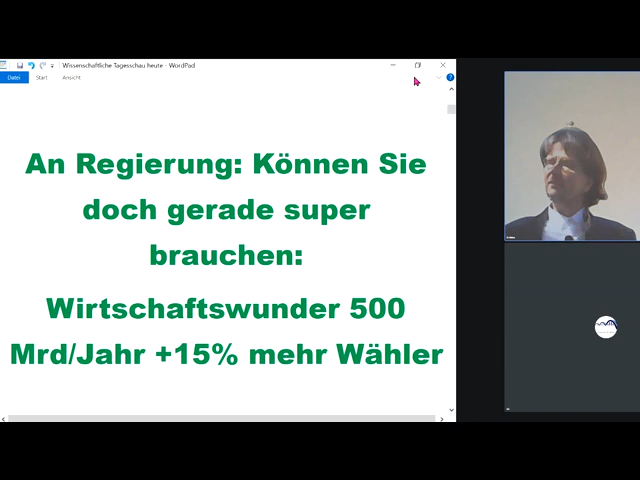 Wissenschaftliche Tagesschau heute - WordPad
Datei Start Ansicht
An Regierung: Können Sie
doch gerade super
brauchen:
Wirtschaftswunder 500
Mrd/Jahr +15% mehr Wähler